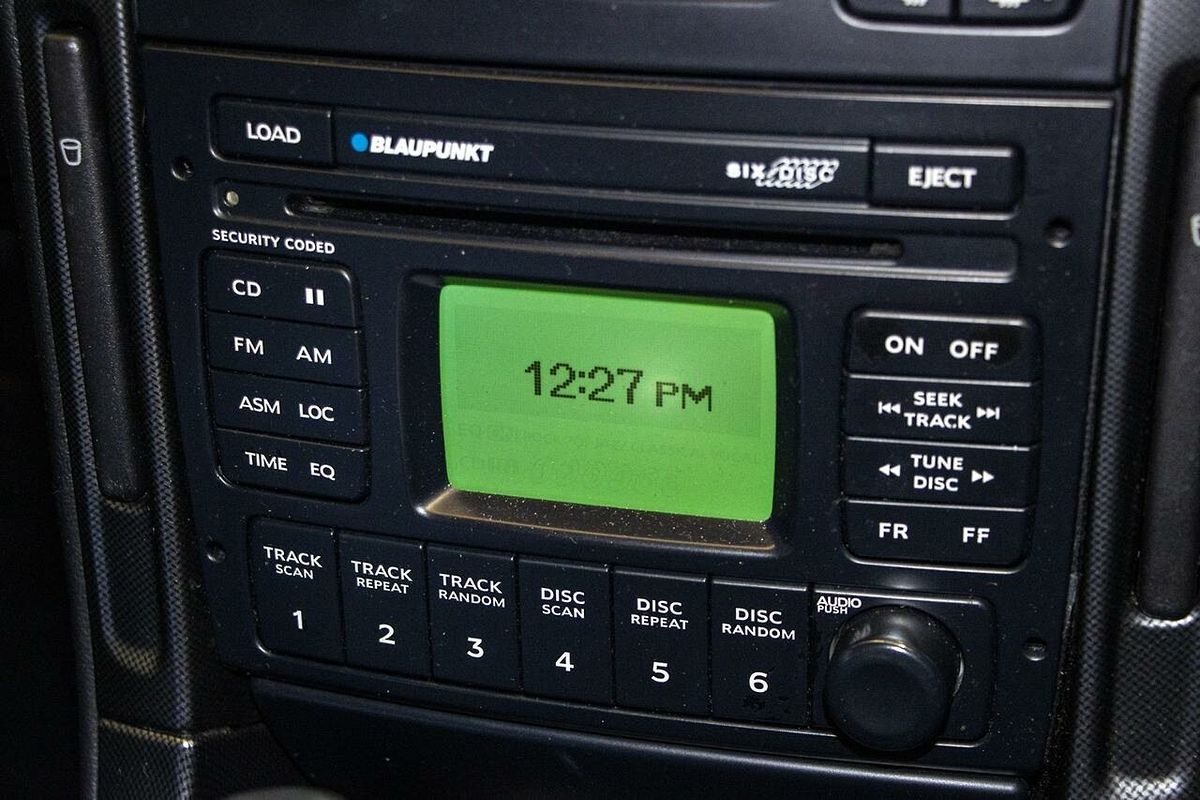 LOAD
BLAUPUNKT
SIX DISC
EJECT
SECURITY CODED
CD
FM AM
ASM LOC
TIME EQ
12:27 PM
ON OFF
SEEK
TRACK
TUNE
DISC
FR FF
TRACK
SCAN
1
TRACK
REPEAT
2
TRACK
RANDOM
3
DISC
SCAN
4
DISC
REPEAT
5
DISC
RANDOM
6
AUDIO
PUSH